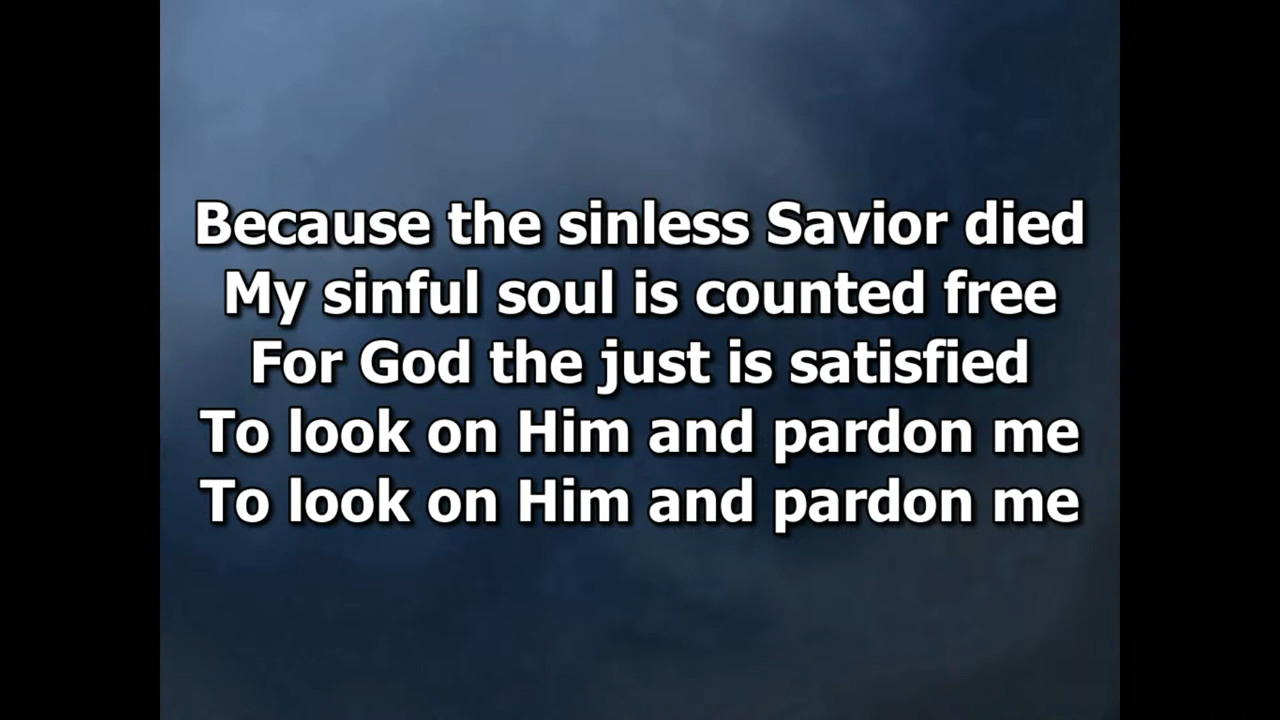 Because the sinless Savior died
My sinful soul is counted free
For God the just is satisfied
To look on Him and pardon me
To look on Him and pardon me